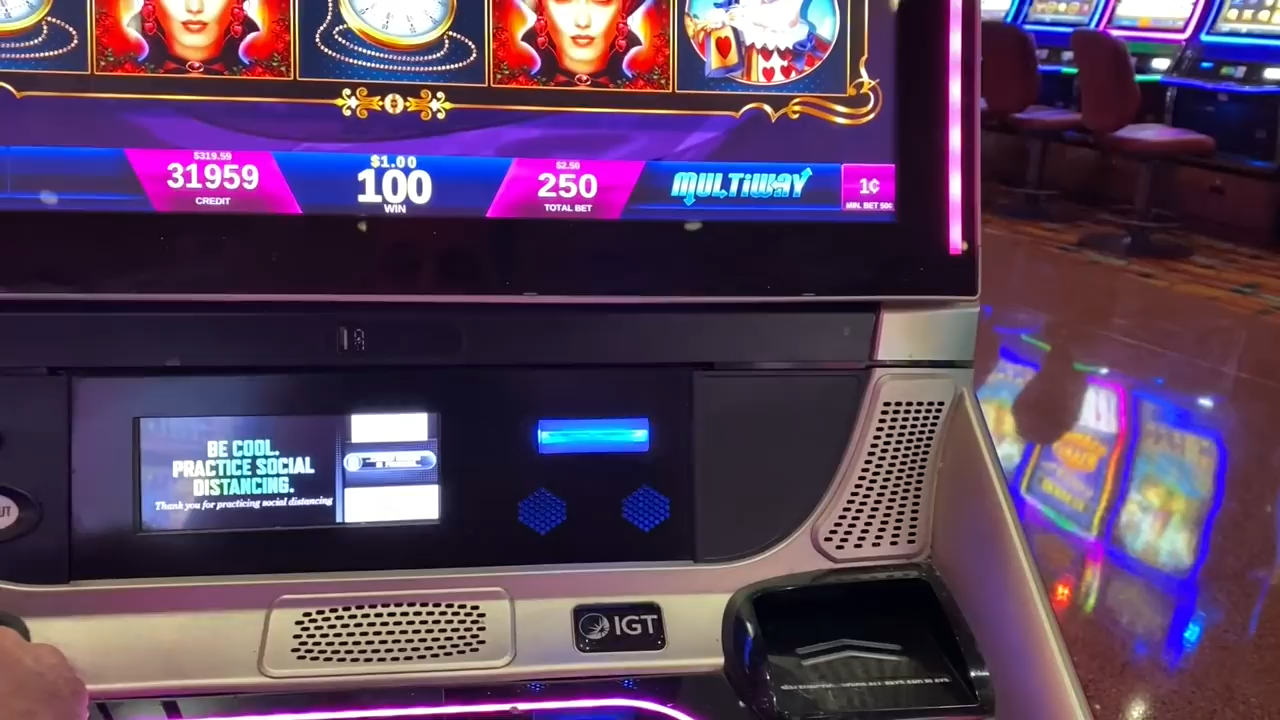 $319.59
31959
CREDIT
$1.00
100
WIN
$2.50
250
TOTAL BET
MULTIWAY
1¢
MIN. BET 50¢
BE COOL.
PRACTICE SOCIAL
DISTANCING.
Thank you for practicing social distancing
UT
IGT